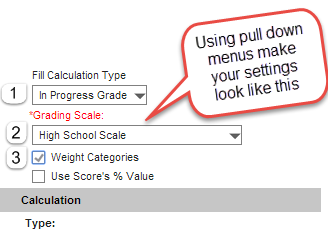 Using pull down
menus make
your settings
look like this
Fill Calculation Type
1 In Progress Grade
*Grading Scale:
2 High School Scale
3 Weight Categories
Use Score's % Value
Calculation
Type: